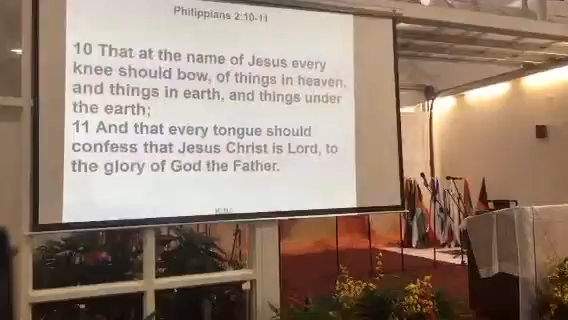 Philippians 2:10-11
10 That at the name of Jesus every
knee should bow, of things in heaven,
and things in earth, and things under
the earth;
11 And that every tongue should
confess that Jesus Christ is Lord, to
the glory of God the Father.